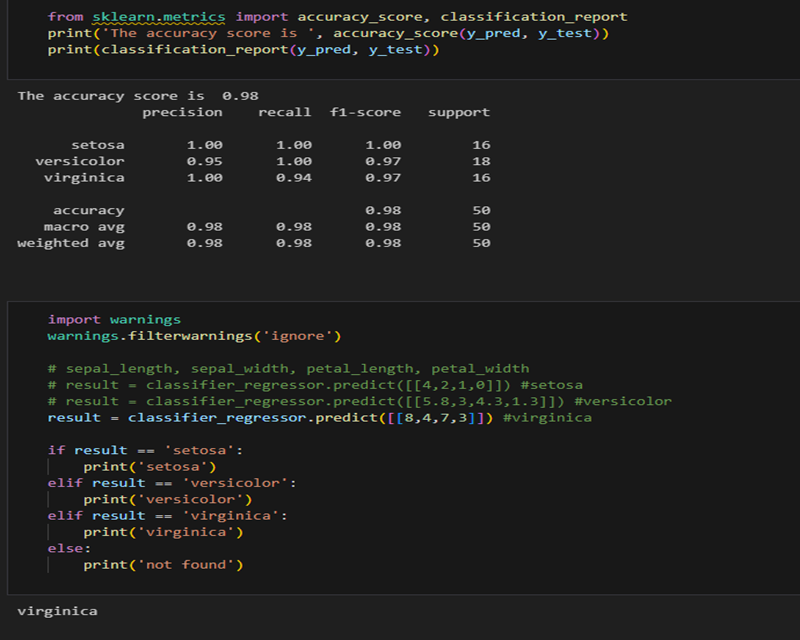 from sklearn.metrics import accuracy_score, classification_report
print('The accuracy score is ', accuracy_score(y_pred, y_test))
print(classification_report(y_pred, y_test))
The accuracy score is  0.98
precision recall f1-score support
setosa 1.00 1.00 1.00 16
versicolor 0.95 1.00 0.97 18
virginica 1.00 0.94 0.97 16
accuracy 0.98 50
macro avg 0.98 0.98 0.98 50
weighted avg 0.98 0.98 0.98 50
import warnings
warnings.filterwarnings('ignore')
# sepal_length, sepal_width, petal_length, petal_width
# result = classifier_regressor.predict([[4,2,1,0]]) #setosa
# result = classifier_regressor.predict([[5.8,3,4.3,1.3]]) #versicolor
result = classifier_regressor.predict([[8,4,7,3]]) #virginica
if result == 'setosa':
    print('setosa')
elif result == 'versicolor':
    print('versicolor')
elif result == 'virginica':
    print('virginica')
else:
    print('not found')
virginica